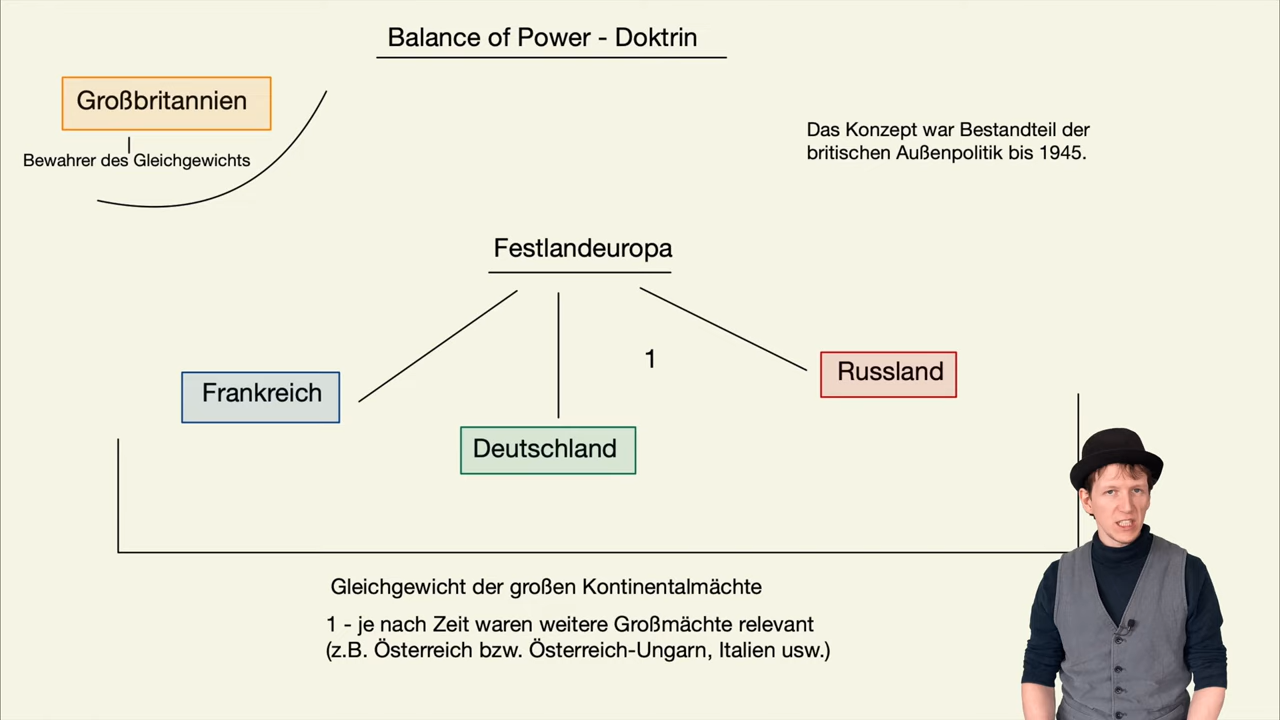 Balance of Power - Doktrin
Großbritannien
Bewahrer des Gleichgewichts
Das Konzept war Bestandteil der
britischen Außenpolitik bis 1945.
Festlandeuropa
1
Frankreich
Deutschland
Russland
Gleichgewicht der großen Kontinentalmächte
1 - je nach Zeit waren weitere Großmächte relevant
(z.B. Österreich bzw. Österreich-Ungarn, Italien usw.)